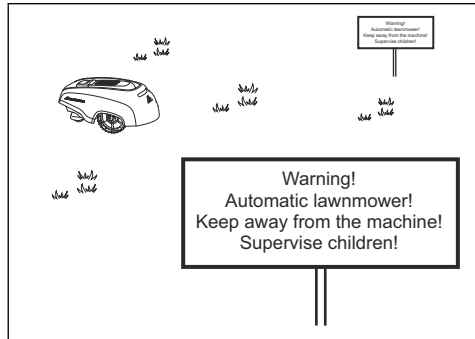 Warning!
Automatic lawnmower!
Keep away from the machine!
Supervise children!
Warning!
Automatic lawnmower!
Keep away from the machine!
Supervise children!